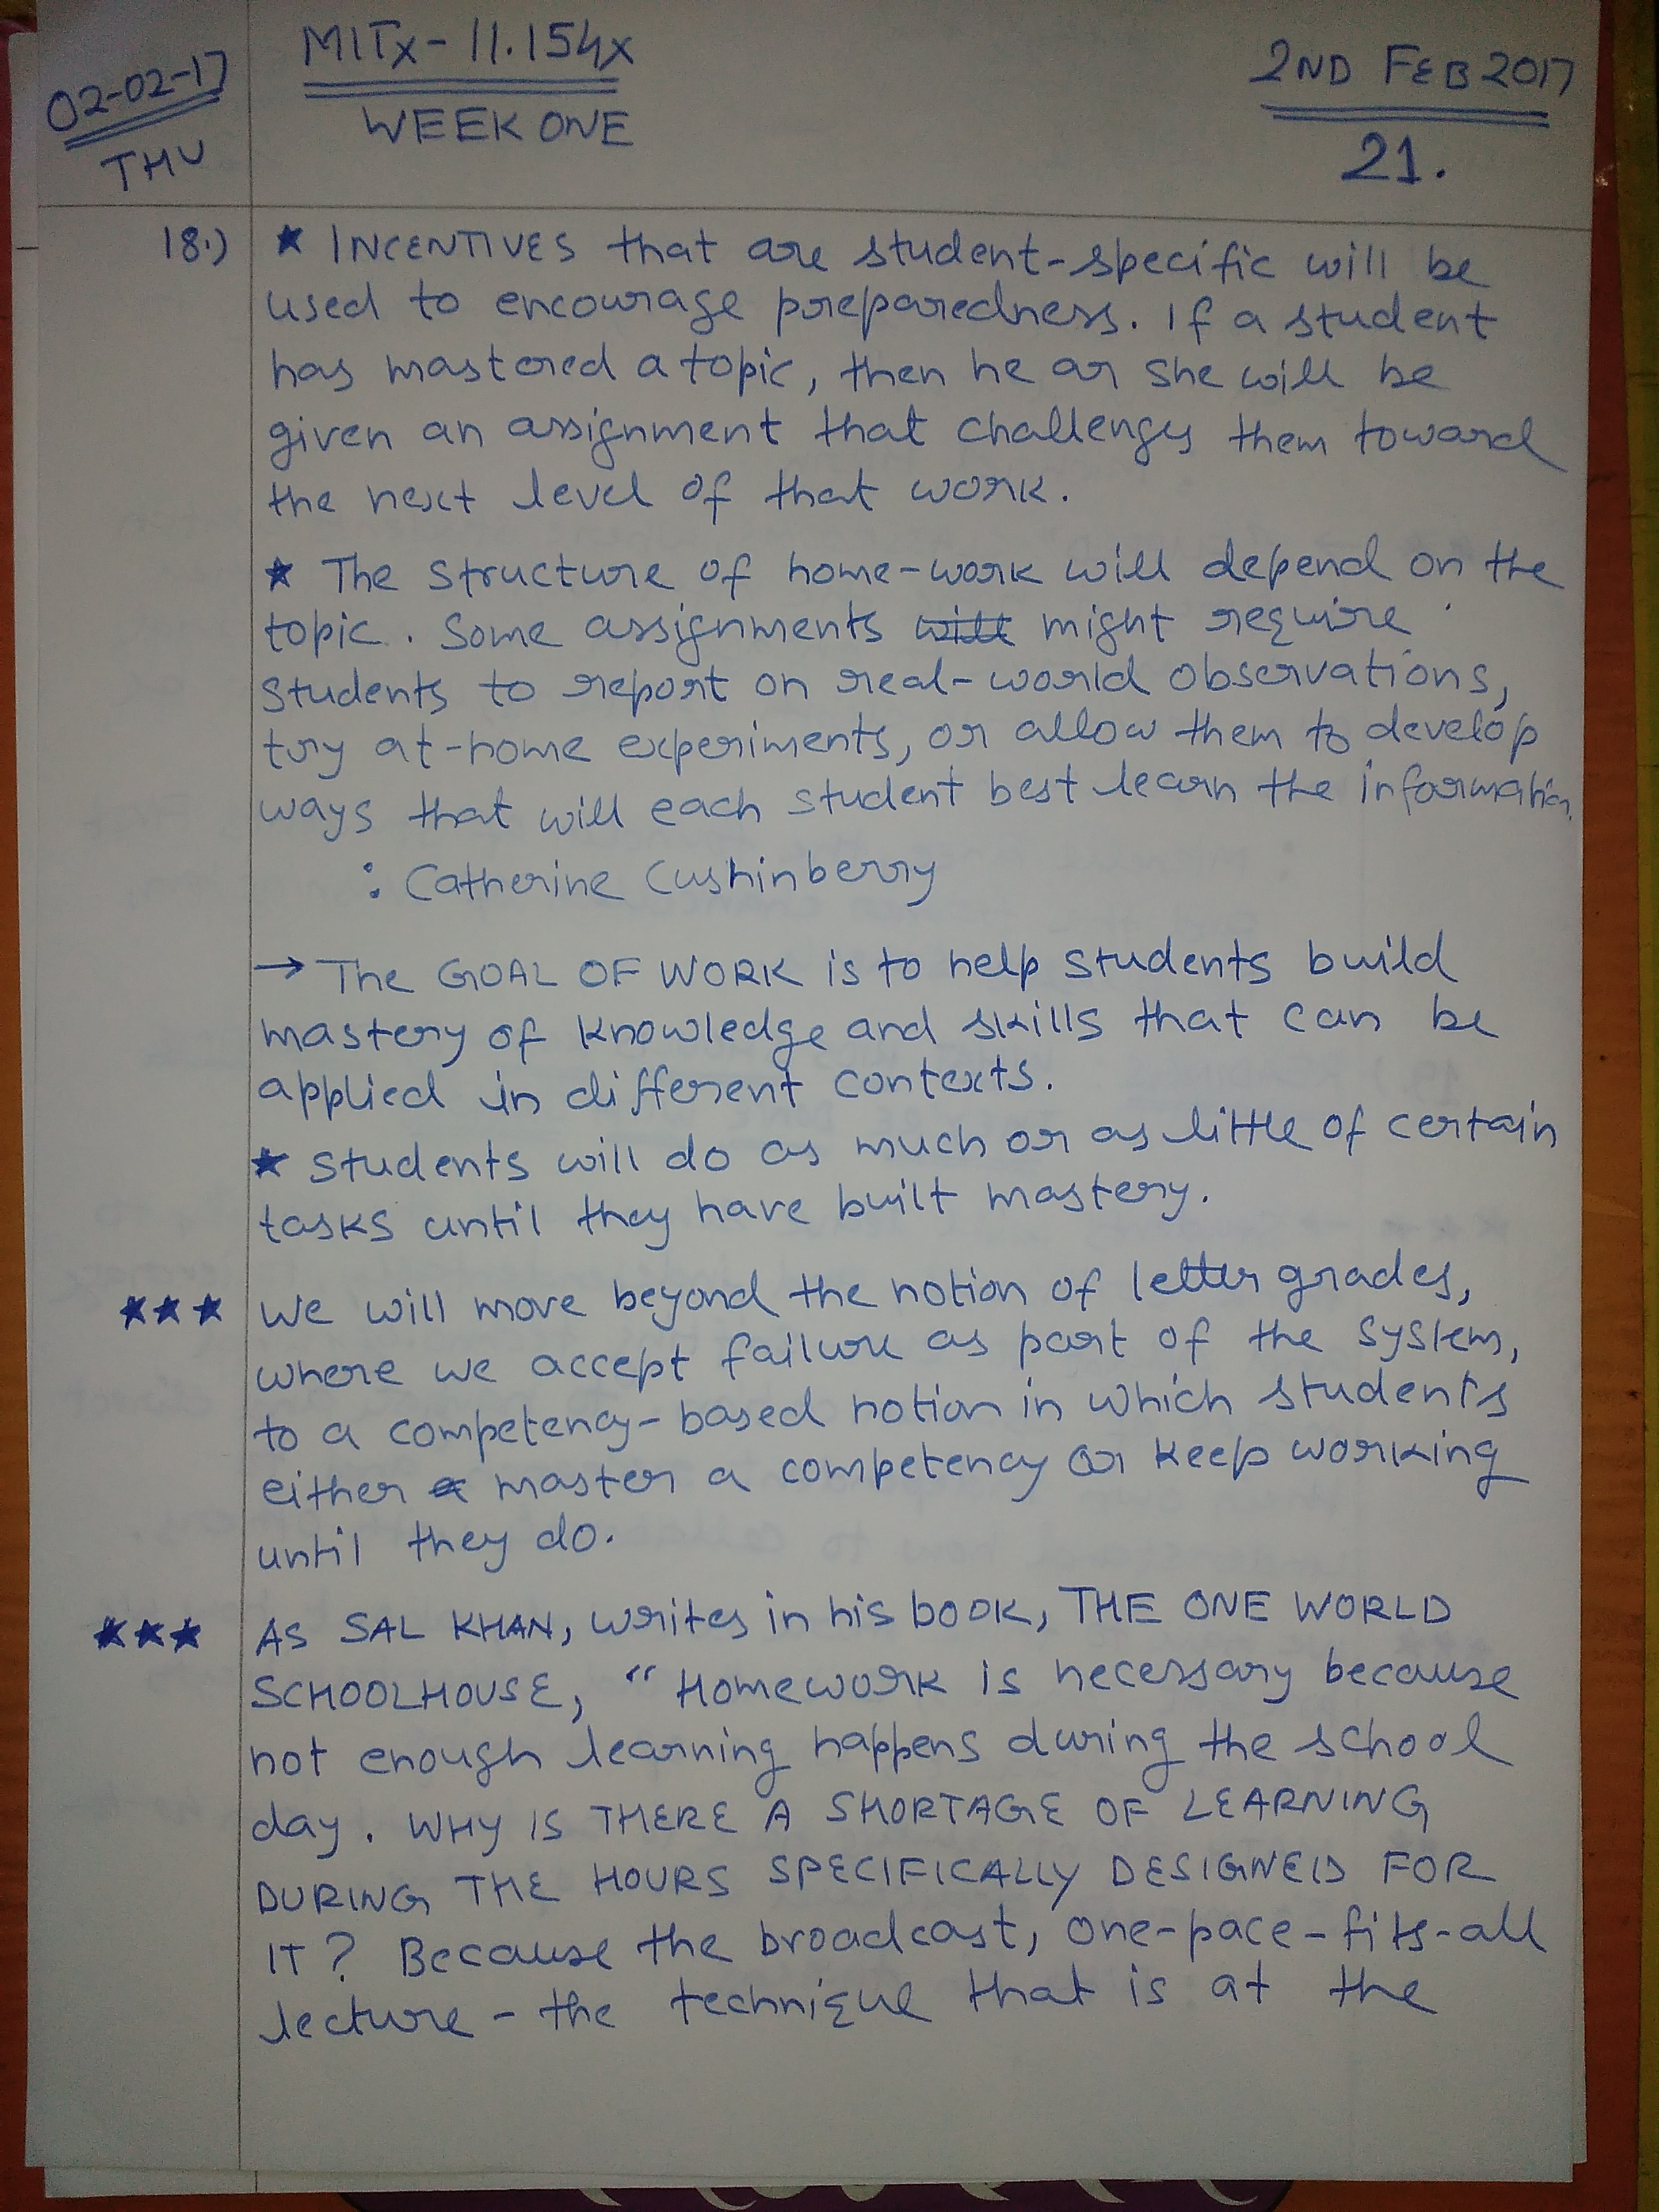 02-02-17
THU
MITx-11.154x
WEEK ONE
2ND FEB 2017
21.
18.) ★ INCENTIVES that are student-specific will be
used to encourage preparedness. If a student
has mastered a topic, then he or she will be
given an assignment that challenges them toward
the next level of that work.
★ The structure of home-work will depend on the
topic. Some assignments will might require
students to report on real-world observations,
try at-home experiments, or allow them to develop
ways that will each student best learn the information.
: Catherine Cushinberry
→ The GOAL OF WORK is to help students build
mastery of knowledge and skills that can be
applied in different contexts.
★ Students will do as much or as little of certain
tasks until they have built mastery.
★★★ We will move beyond the notion of letter grades,
where we accept failure as part of the system,
to a competency-based notion in which students
either a master a competency or keep working
until they do.
★★★ As SAL KHAN, writes in his book, THE ONE WORLD
SCHOOLHOUSE, "Homework is necessary because
not enough learning happens during the school
day. WHY IS THERE A SHORTAGE OF LEARNING
DURING THE HOURS SPECIFICALLY DESIGNED FOR
IT? Because the broadcast, one-pace-fits-all
lecture - the technique that is at the